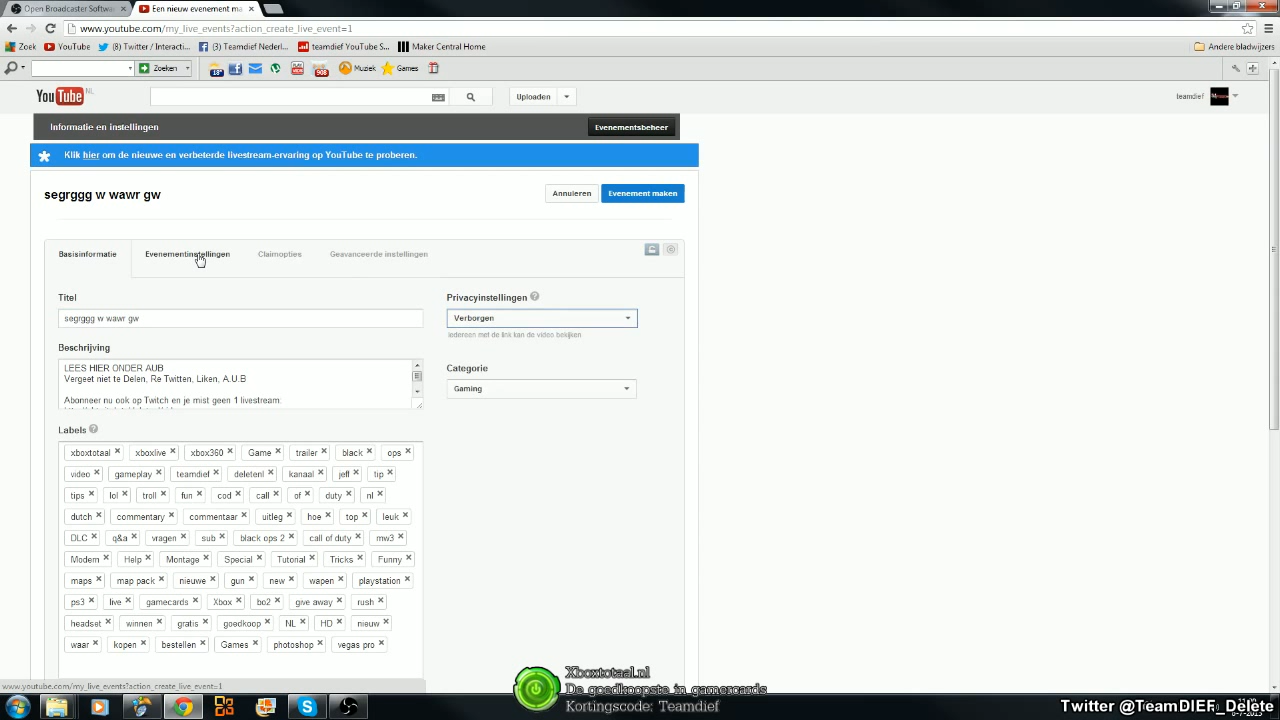 Open Broadcaster Softwa
Een nieuw evenement ma
www.youtube.com/my_live_events?action_create_live_event=1
Zoek YouTube (8) Twitter / Interacti... (3) Teamdief Nederland... teamdief YouTube S... Maker Central Home Andere bladwijzers
Zoeken 18° 908 Muziek Games
YouTube NL Uploaden teamdief
Informatie en instellingen Evenementsbeheer
Klik hier om de nieuwe en verbeterde livestream-ervaring op YouTube te proberen.
segrggg w wawr gw Annuleren Evenement maken
Basisinformatie Evenementinstellingen Claimopties Geavanceerde instellingen
Titel
segrggg w wawr gw
Privacyinstellingen
Verborgen
Iedereen met de link kan de video bekijken.
Beschrijving
LEES HIER ONDER AUB
Vergeet niet te Delen, Re Twitten, Liken, A.U.B
Abonneer nu ook op Twitch en je mist geen 1 livestream:
Categorie
Gaming
Labels
xboxtotaal xboxlive xbox360 Game trailer black ops
video gameplay teamdief deletenl kanaal jeff tip
tips lol troll fun cod call of duty nl
dutch commentary commentaar uitleg hoe top leuk
DLC q&a vragen sub black ops 2 call of duty mw3
Modern Help Montage Special Tutorial Tricks Funny
maps map pack nieuwe gun new wapen playstation
ps3 live gamecards Xbox bo2 give away rush
headset winnen gratis goedkoop NL HD nieuw
waar kopen bestellen Games photoshop vegas pro
www.youtube.com/my_live_events?action_create_live_event=1
Xboxtotaal.nl
De goedkoopste in gamercards
Kortingscode: Teamdief
Twitter @TeamDIEF_Delete